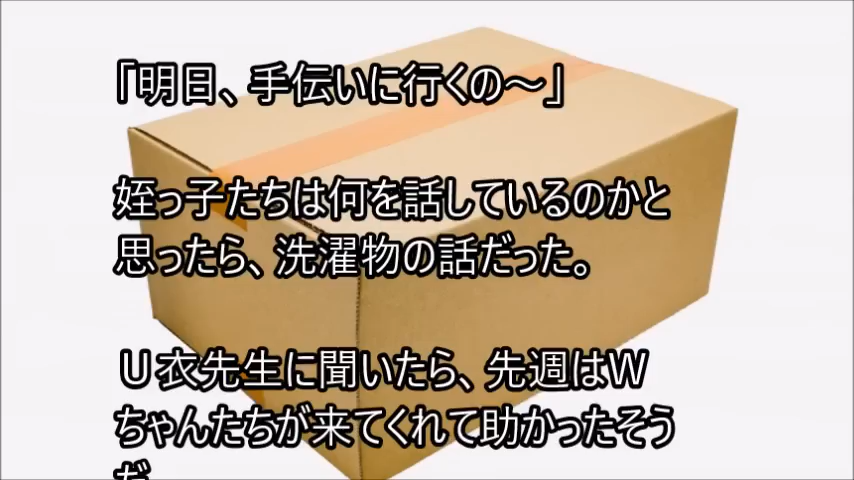 「明日、手伝いに行くの～」
姪っ子たちは何を話しているのかと
思ったら、洗濯物の話だった。
Ｕ衣先生に聞いたら、先週はＷ
ちゃんたちが来てくれて助かったそう
だ